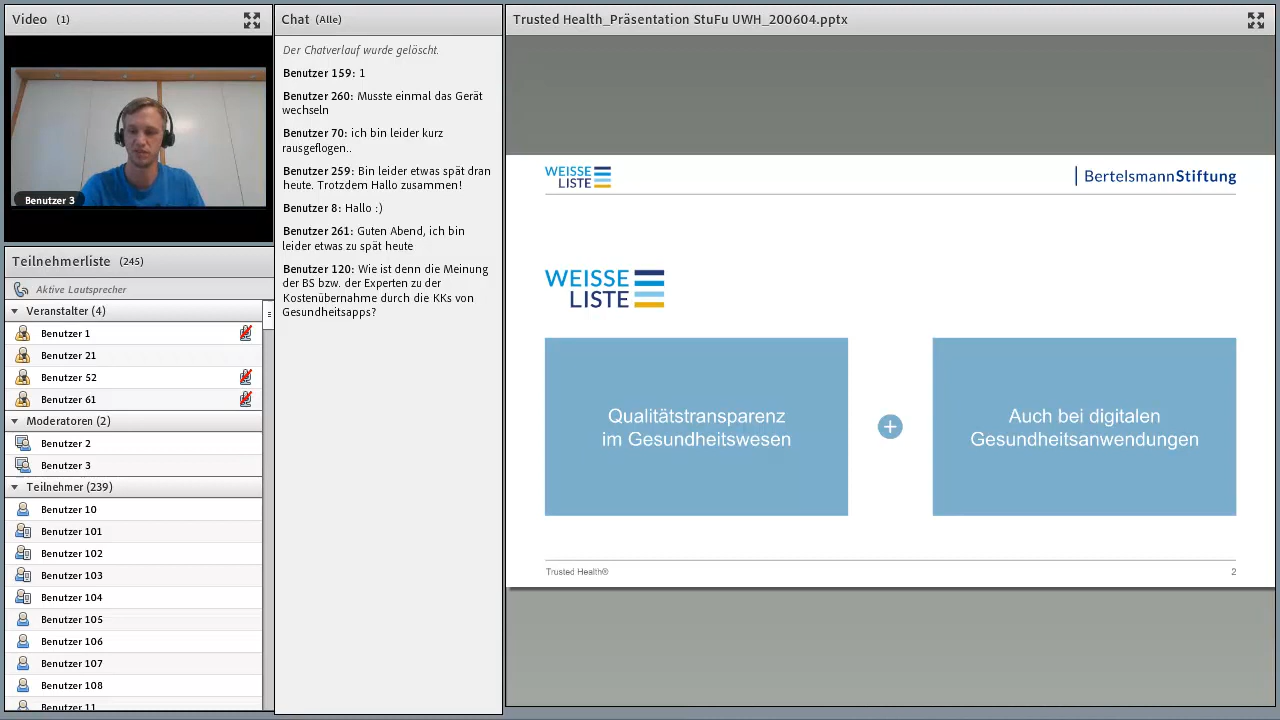 Video (1)
Benutzer 3
Teilnehmerliste (245)
Aktive Lautsprecher
Veranstalter (4)
Benutzer 1
Benutzer 21
Benutzer 52
Benutzer 61
Moderatoren (2)
Benutzer 2
Benutzer 3
Teilnehmer (239)
Benutzer 10
Benutzer 101
Benutzer 102
Benutzer 103
Benutzer 104
Benutzer 105
Benutzer 106
Benutzer 107
Benutzer 108
Benutzer 11
Chat (Alle)
Der Chatverlauf wurde gelöscht.
Benutzer 159: 1
Benutzer 260: Musste einmal das Gerät
wechseln
Benutzer 70: ich bin leider kurz
rausgeflogen..
Benutzer 259: Bin leider etwas spät dran
heute. Trotz'lem Hallo zusammen!
Benutzer 8: Hallo :)
Benutzer 261: Guten Abend, ich bin
leider etwas zu spät heute
Benutzer 120: Wie ist denn die Meinung
der BS bzw. der Experten zu der
Kostenübernahme durch die KKs von
Gesundheitsapps?
Trusted Health_Präsentation StuFu UWH_200604.pptx
WEISSE
LISTE
BertelsmannStiftung
WEISSE
LISTE
Qualitätstransparenz
im Gesundheitswesen
+
Auch bei digitalen
Gesundheitsanwendungen
Trusted Health®
2